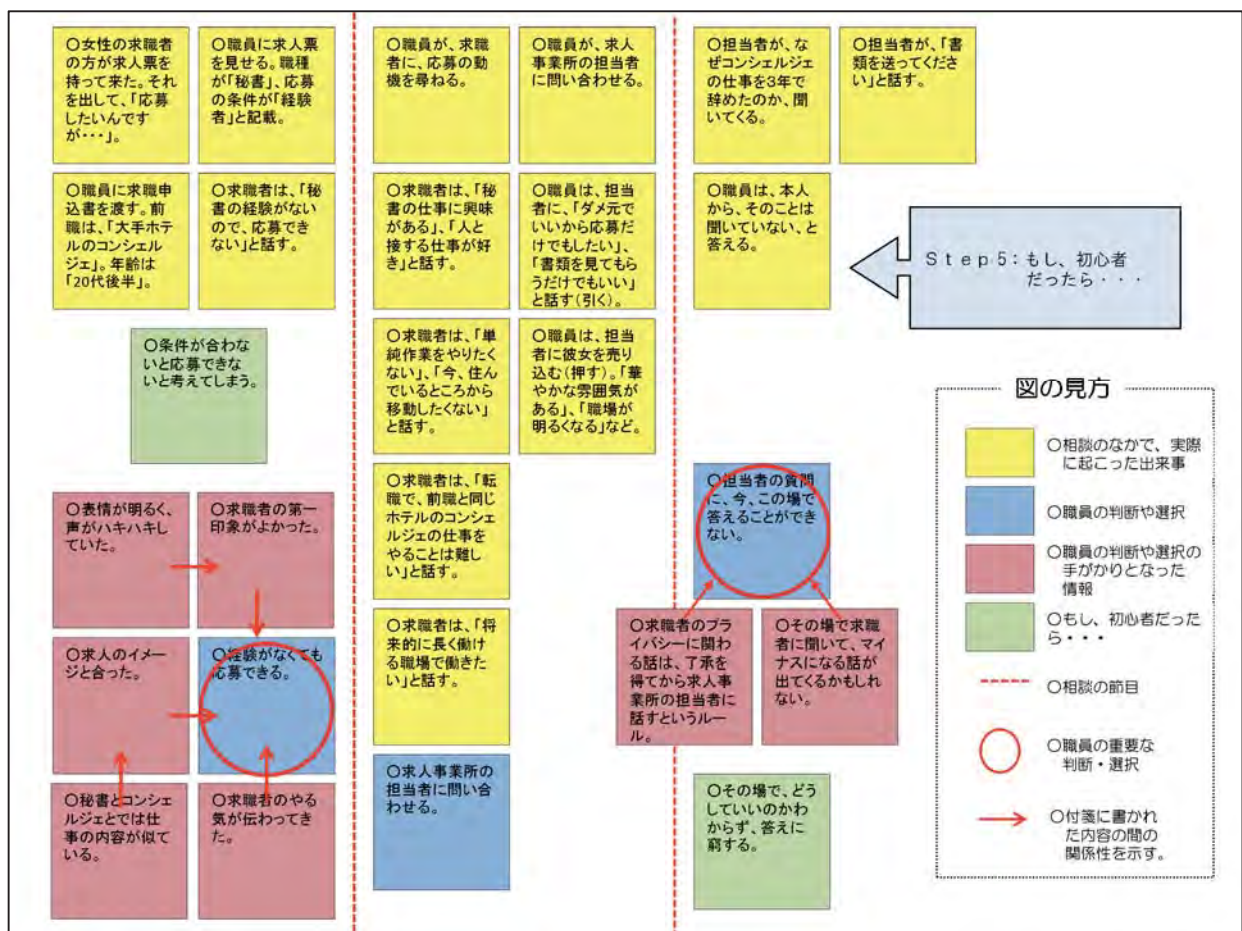 〇女性の求職者
の方が求人票を
持って来た。それ
を出して、「応募
したいんです
が・・・」。
〇職員に求人票
を見せる。職種
が「秘書」、応募
の条件が「経験
者」と記載。
〇職員に求職申
込書を渡す。前
職は、「大手ホ
テルのコンシェル
ジェ」。年齢は
「20代後半」。
〇求職者は、「秘
書の経験がない
ので、応募でき
ない」と話す。
〇条件が合わな
いと応募できな
いと考えてしまう。
〇表情が明るく、
声がハキハキし
ていた。
〇求職者の第一
印象がよかった。
〇求人のイメー
ジと合った。
〇経験がなくても
応募できる。
〇秘書とコンシェ
ルジェとでは仕
事の内容が似て
いる。
〇求職者のやる
気が伝わってき
た。
〇職員が、求職
者に、応募の動
機を尋ねる。
〇職員が、求人
事業所の担当者
に問い合わせる。
〇求職者は、「秘
書の仕事に興味
がある」、「人と
接する仕事が好
き」と話す。
〇職員は、担当
者に、「ダメ元で
いいから応募だ
けでもしたい」、
「書類を見てもら
うだけでもいい」
と話す(引く)。
〇求職者は、「単
純作業をやりたく
ない」、「今、住ん
でいるところから
移動したくない」
と話す。
〇職員は、担当
者に彼女を売り
込む(押す)。「華
やかな雰囲気が
ある」、「職場が
明るくなる」など。
〇求職者は、「転
職で、前職と同じ
ホテルのコンシェ
ルジェの仕事を
やることは難し
い」と話す。
〇求職者は、「将
来的に長く働け
る職場で働きた
い」と話す。
〇求人事業所の
担当者に問い合
わせる。
〇担当者が、な
ぜコンシェルジェ
の仕事を3年で
辞めたのか、聞
いてくる。
〇担当者が、「書
類を送ってくださ
い」と話す。
〇職員は、本人
から、そのことは
聞いていない、と
答える。
Step5:もし、初心者
だったら・・・
〇担当者の質問
に、今、この場で
答えることができ
ない。
〇求職者のプラ
イバシーに関わ
る話は、了承を
得てから求人事
業所の担当者に
話すというルー
ル。
〇その場で求職
者に聞いて、マイ
ナスになる話が
出てくるかもしれ
ない。
〇その場で、どう
していいのかわ
からず、答えに
窮する。
図の見方
〇相談のなかで、実際
に起こった出来事
〇職員の判断や選択
〇職員の判断や選択の
手がかりとなった
情報
〇もし、初心者だった
ら・・・
〇相談の節目
〇職員の重要な
判断・選択
〇付箋に書かれ
た内容の間の
関係性を示す。